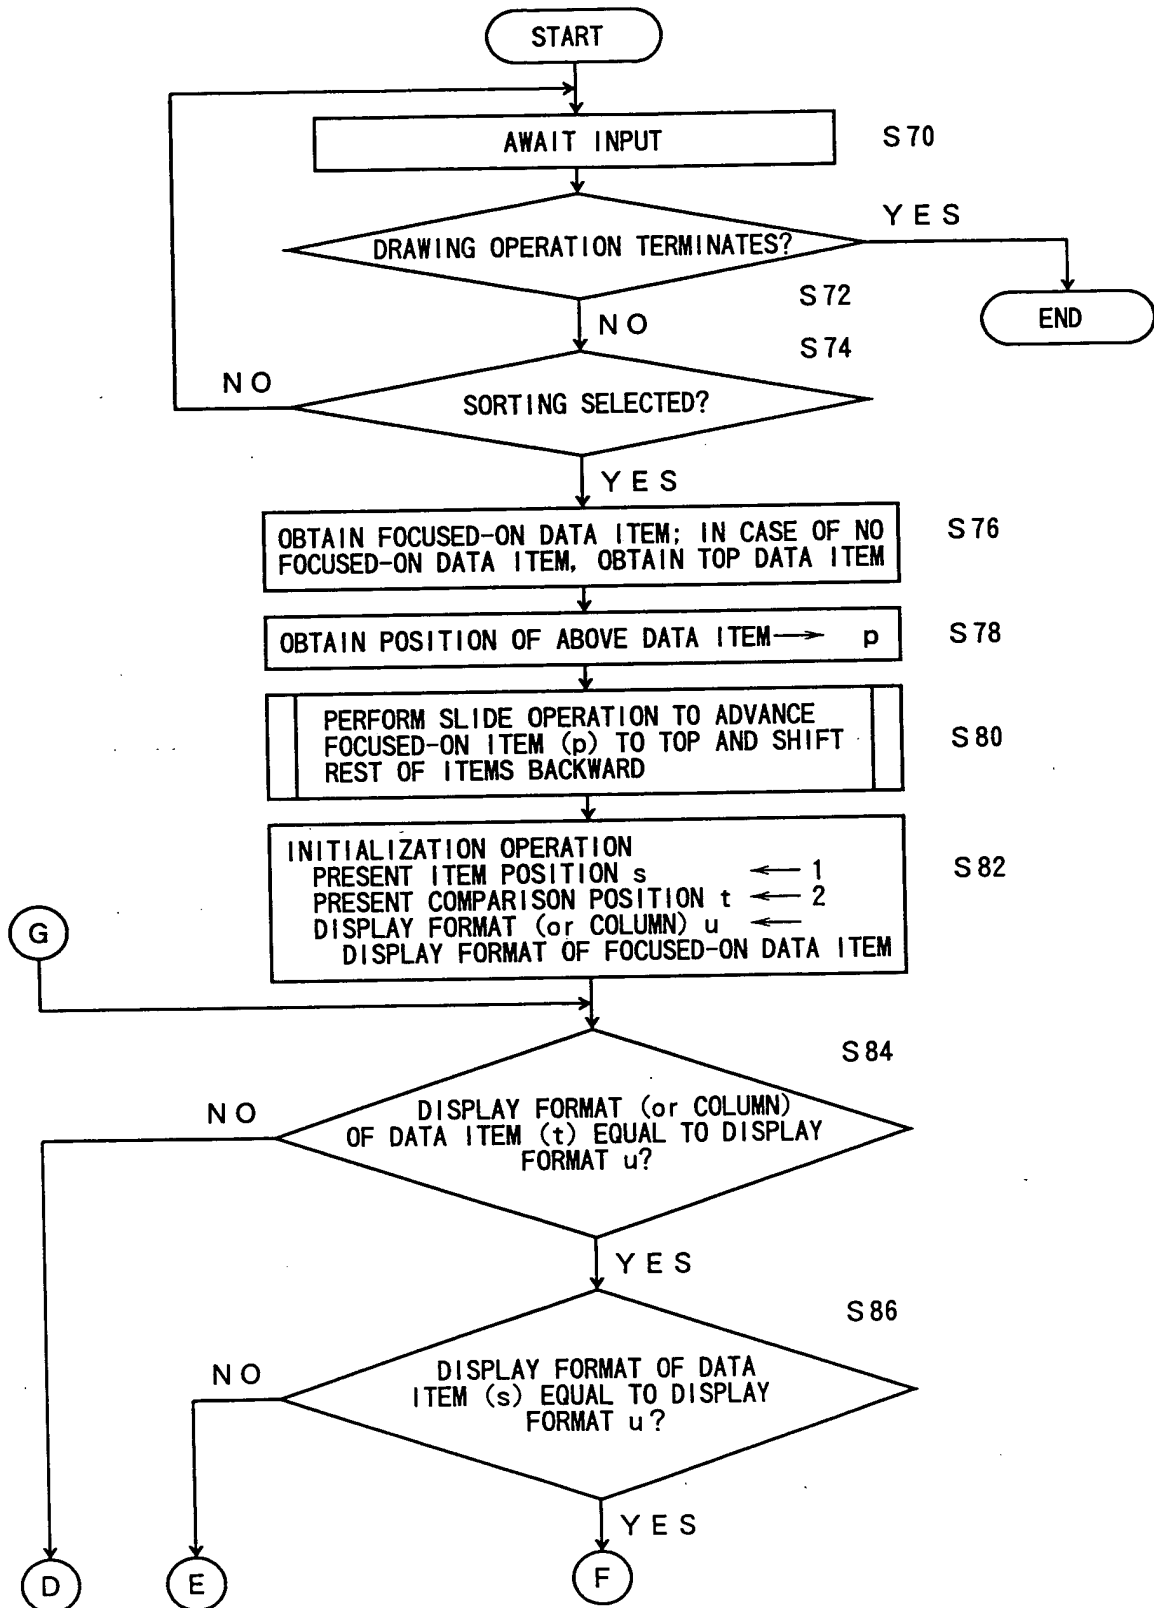 START
AWAIT INPUT
S70
DRAWING OPERATION TERMINATES?
YES
S72
END
NO
S74
SORTING SELECTED?
NO
YES
OBTAIN FOCUSED-ON DATA ITEM; IN CASE OF NO
FOCUSED-ON DATA ITEM, OBTAIN TOP DATA ITEM
S76
OBTAIN POSITION OF ABOVE DATA ITEM→ p
S78
PERFORM SLIDE OPERATION TO ADVANCE
FOCUSED-ON ITEM (p) TO TOP AND SHIFT
REST OF ITEMS BACKWARD
S80
INITIALIZATION OPERATION
PRESENT ITEM POSITION s ← 1
PRESENT COMPARISON POSITION t ← 2
DISPLAY FORMAT (or COLUMN) u ←
DISPLAY FORMAT OF FOCUSED-ON DATA ITEM
S82
G
S84
NO
DISPLAY FORMAT (or COLUMN)
OF DATA ITEM (t) EQUAL TO DISPLAY
FORMAT u?
YES
S86
NO
DISPLAY FORMAT OF DATA
ITEM (s) EQUAL TO DISPLAY
FORMAT u?
YES
D
E
F